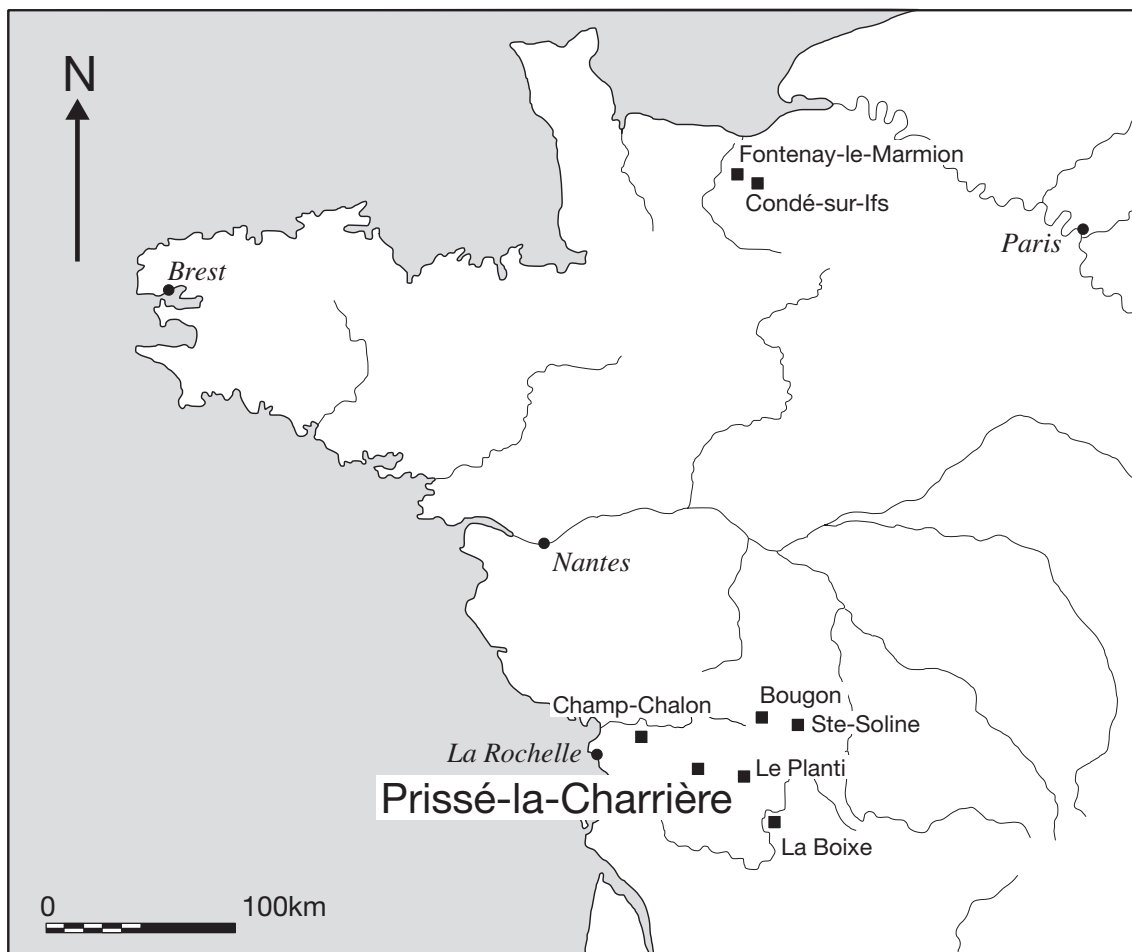 N
Fontenay-le-Marmion
Condé-sur-Ifs
Paris
Brest
Nantes
Champ-Chalon
Bougon
Ste-Soline
La Rochelle
Le Planti
Prissé-la-Charrière
La Boixe
0 100km